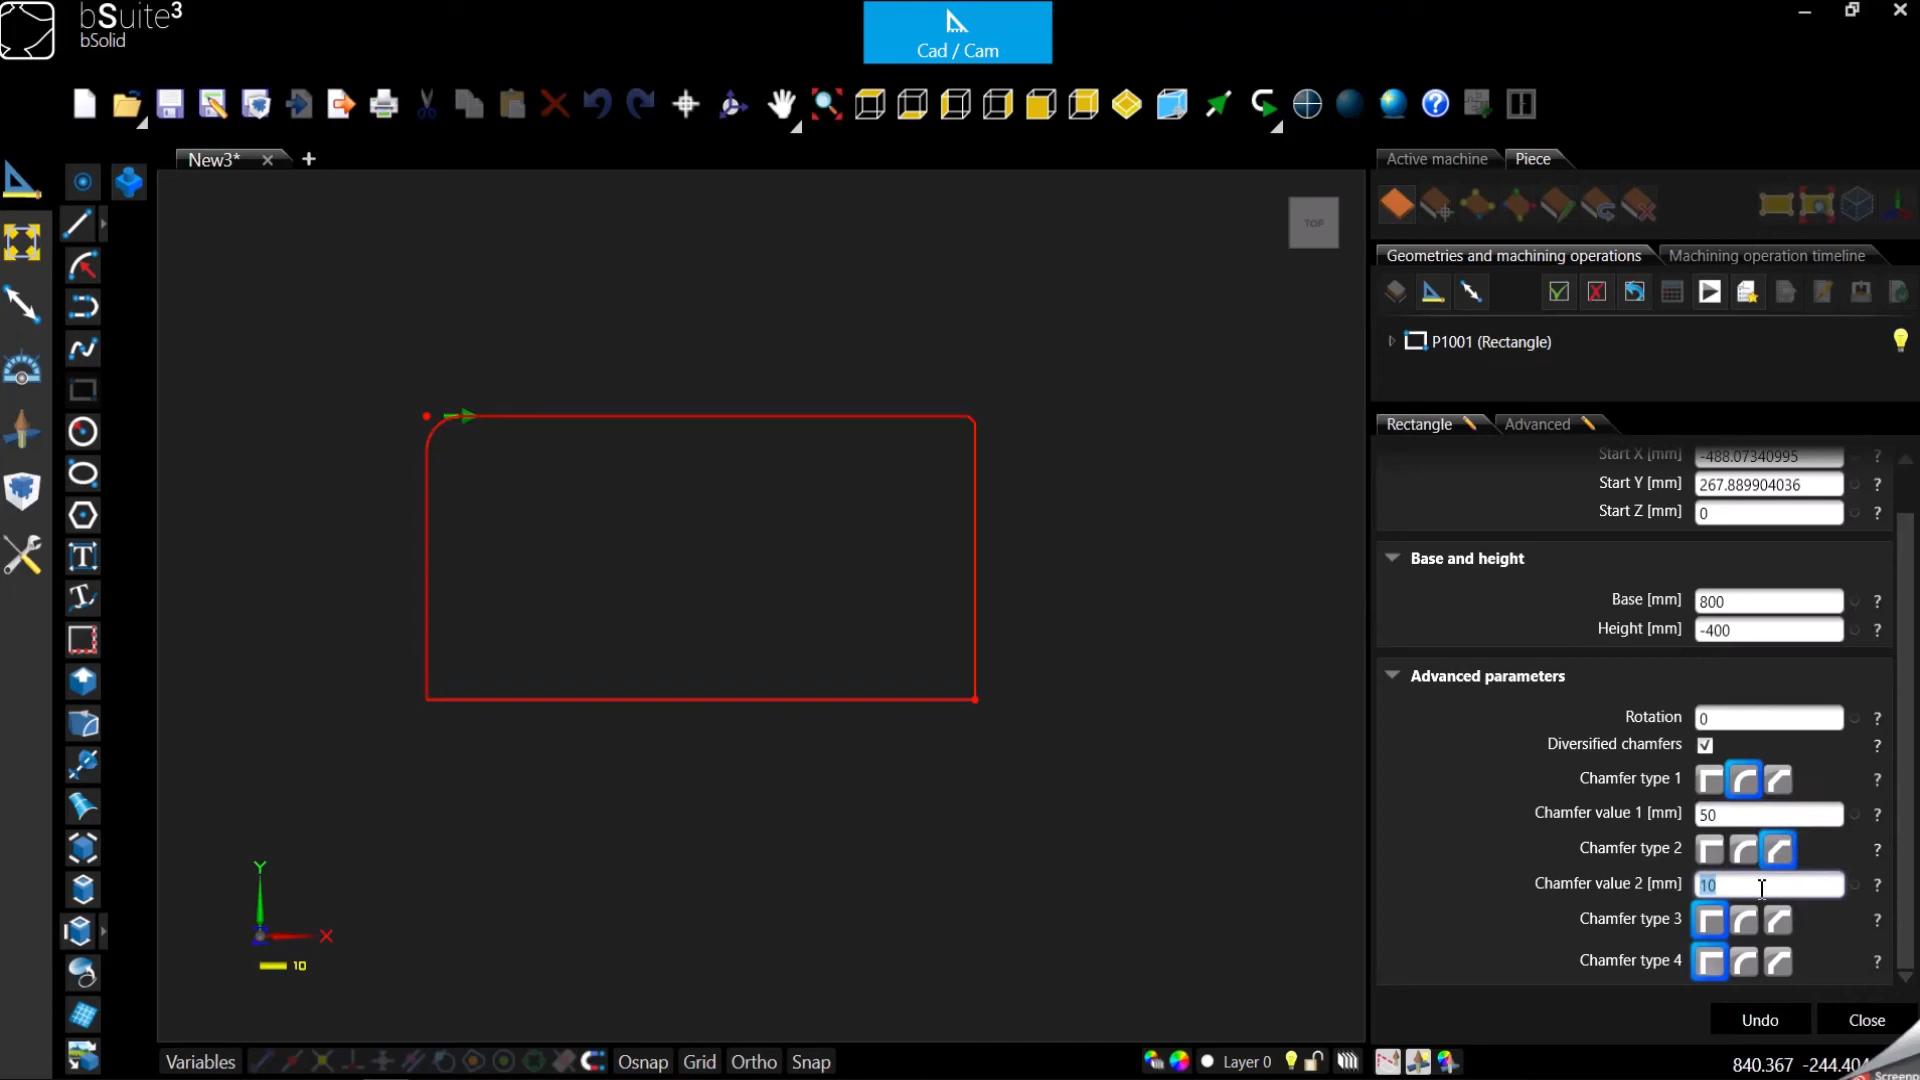 bSuite³
bSolid
Cad / Cam
New3*
TOP
Y
X
10
Active machine
Piece
Geometries and machining operations
Machining operation timeline
P1001 (Rectangle)
Rectangle
Advanced
Start X [mm] -488.07340995 ?
Start Y [mm] 267.889904036 ?
Start Z [mm] 0 ?
Base and height
Base [mm] 800 ?
Height [mm] -400 ?
Advanced parameters
Rotation 0 ?
Diversified chamfers ?
Chamfer type 1 ?
Chamfer value 1 [mm] 50 ?
Chamfer type 2 ?
Chamfer value 2 [mm] 10 ?
Chamfer type 3 ?
Chamfer type 4 ?
Undo Close
Variables Osnap Grid Ortho Snap Layer 0 840.367